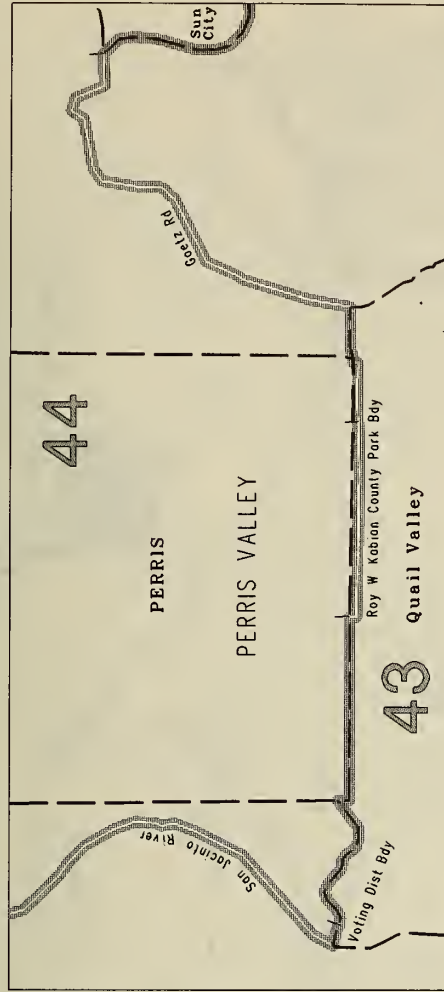 Sun
City
Goetz Rd
44
PERRIS
PERRIS VALLEY
San Jacinto
River
Roy W Kabian County Park Bdy
Quail Valley
43
Voting Dist Bdy